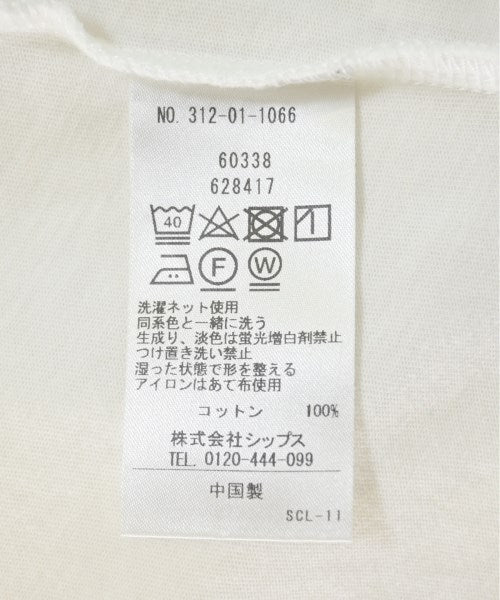 NO. 312-01-1066
60338
628417
40
F W
洗濯ネット使用
同系色と一緒に洗う
生成り、淡色は蛍光増白剤禁止
つけ置き洗い禁止
湿った状態で形を整える
アイロンはあて布使用
コットン 100%
株式会社シップス
TEL. 0120-444-099
中国製
SCL-11